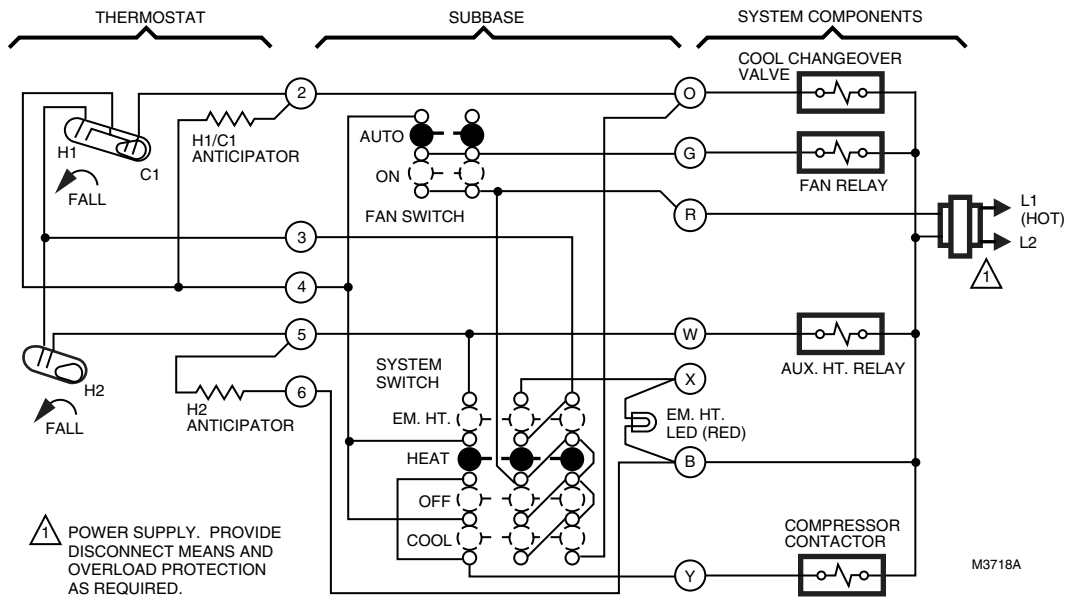 THERMOSTAT
SUBBASE
SYSTEM COMPONENTS
COOL CHANGEOVER
VALVE
2
O
H1/C1
ANTICIPATOR
H1
C1
FALL
AUTO
ON
FAN SWITCH
G
FAN RELAY
R
L1
(HOT)
L2
1
3
4
5
W
AUX. HT. RELAY
H2
FALL
6
H2
ANTICIPATOR
SYSTEM
SWITCH
X
EM. HT.
EM. HT.
LED (RED)
HEAT
B
OFF
COOL
COMPRESSOR
CONTACTOR
Y
M3718A
1
POWER SUPPLY. PROVIDE
DISCONNECT MEANS AND
OVERLOAD PROTECTION
AS REQUIRED.